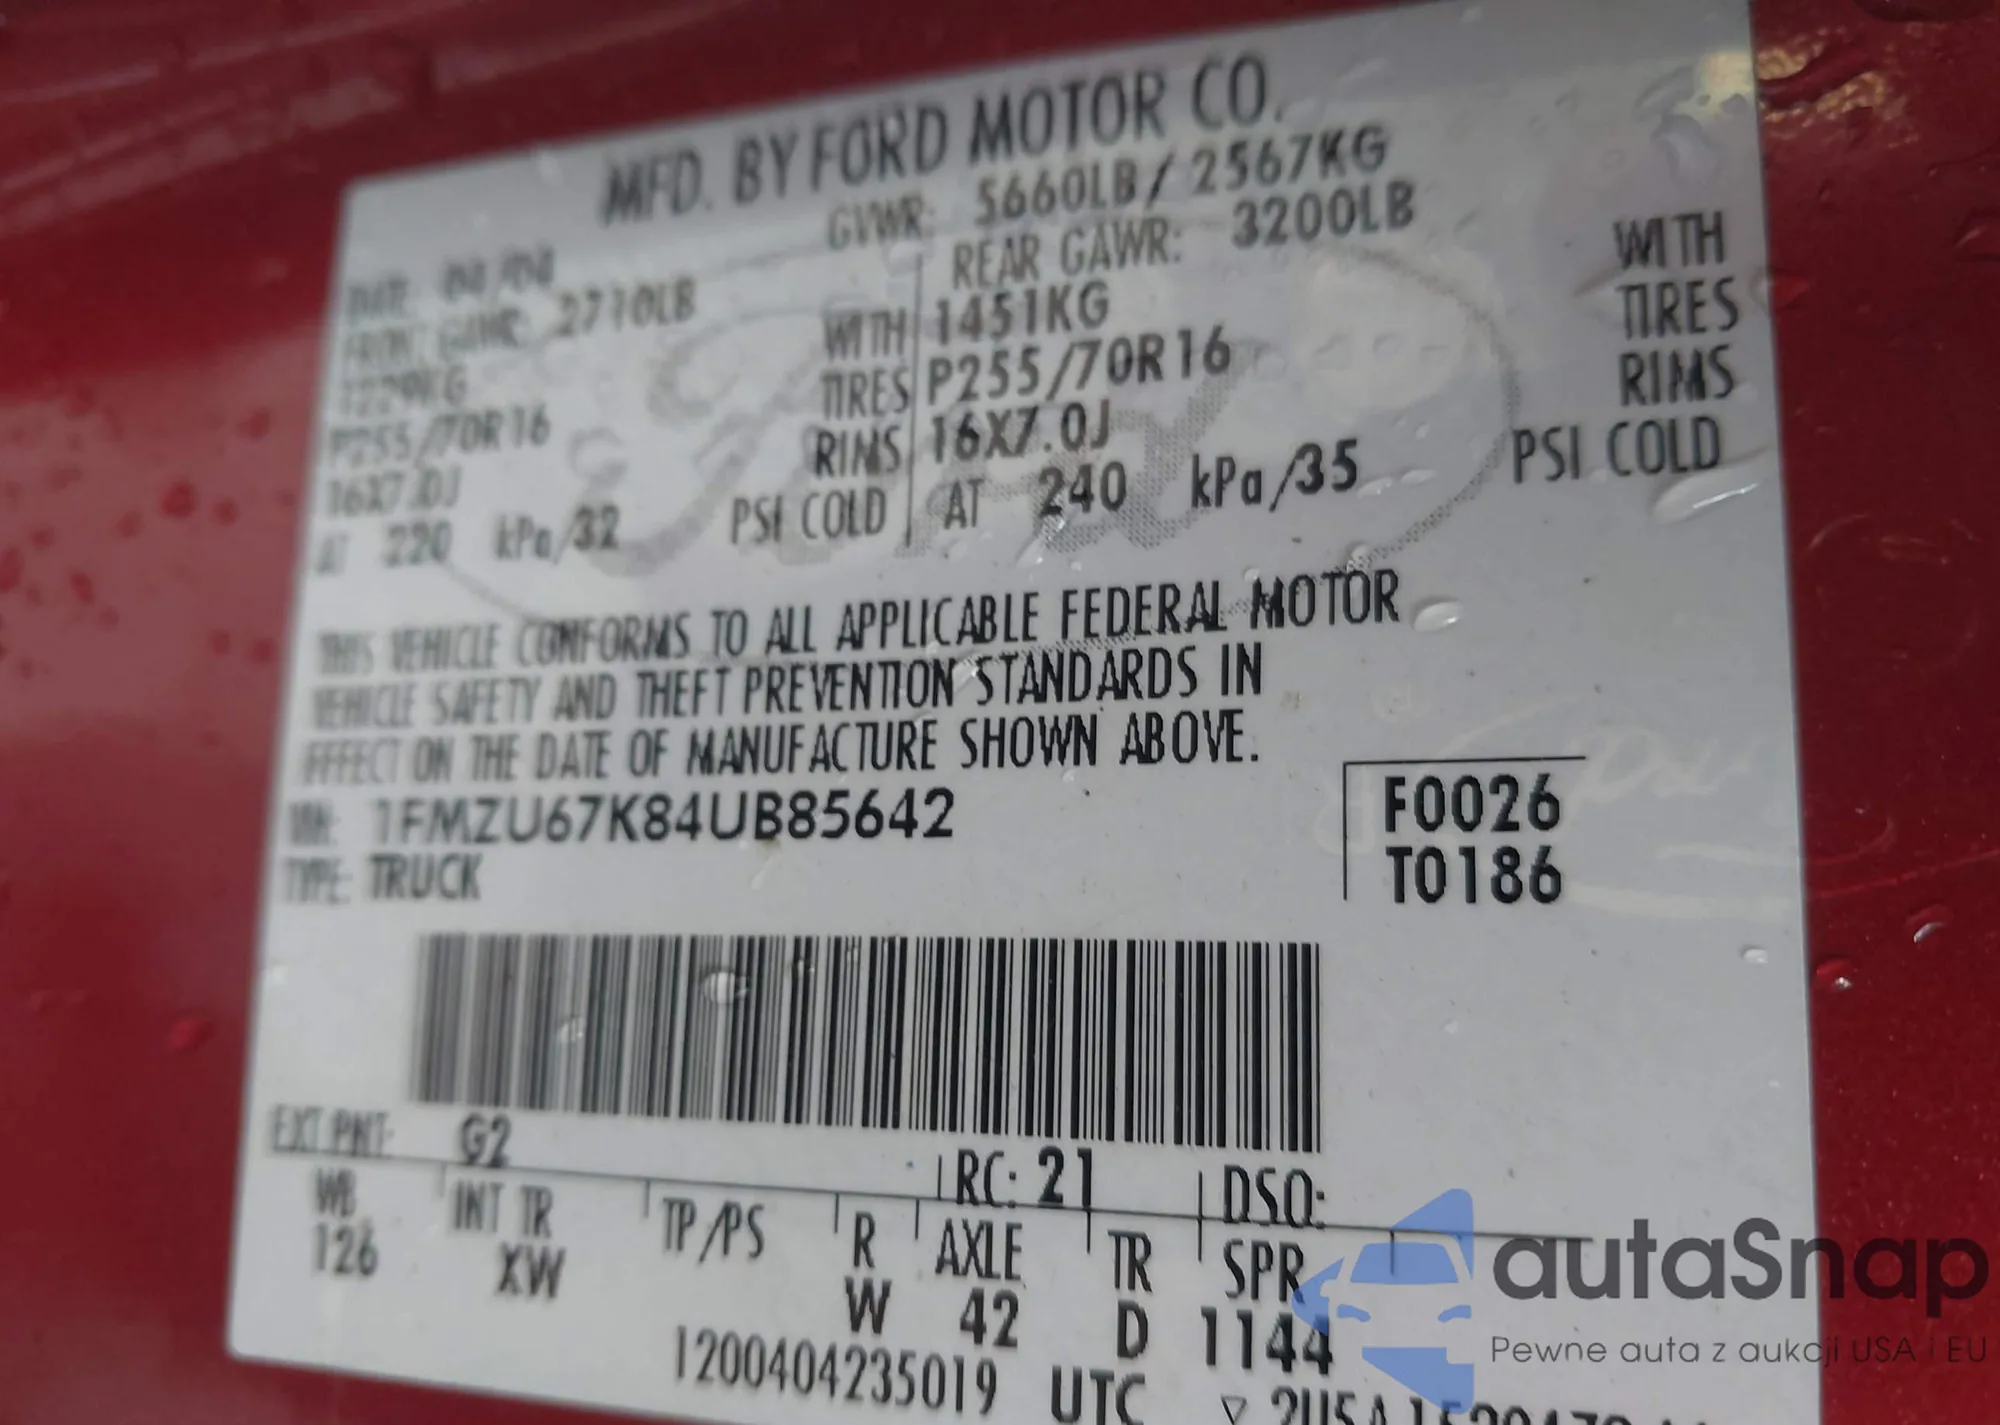 MFD. BY FORD MOTOR CO.
DATE: 04/04 GVWR: 5660LB / 2567KG
FRONT GAWR: 2710LB REAR GAWR: 3200LB
1229KG WITH 1451KG WITH
P255/70R16 TIRES P255/70R16 TIRES
16X7.0J RIMS 16X7.0J RIMS
AT 220 kPa/32 PSI COLD AT 240 kPa/35 PSI COLD
THIS VEHICLE CONFORMS TO ALL APPLICABLE FEDERAL MOTOR
VEHICLE SAFETY AND THEFT PREVENTION STANDARDS IN
EFFECT ON THE DATE OF MANUFACTURE SHOWN ABOVE.
VIN: 1FMZU67K84UB85642 F0026
TYPE: TRUCK T0186
EXT PNT: G2 RC: 21 DSO:
WB INT TR TP/PS R AXLE TR SPR
126 XW W 42 D 1144
1200404235019 UTC
autaSnap
Pewne auta z aukcji USA i EU